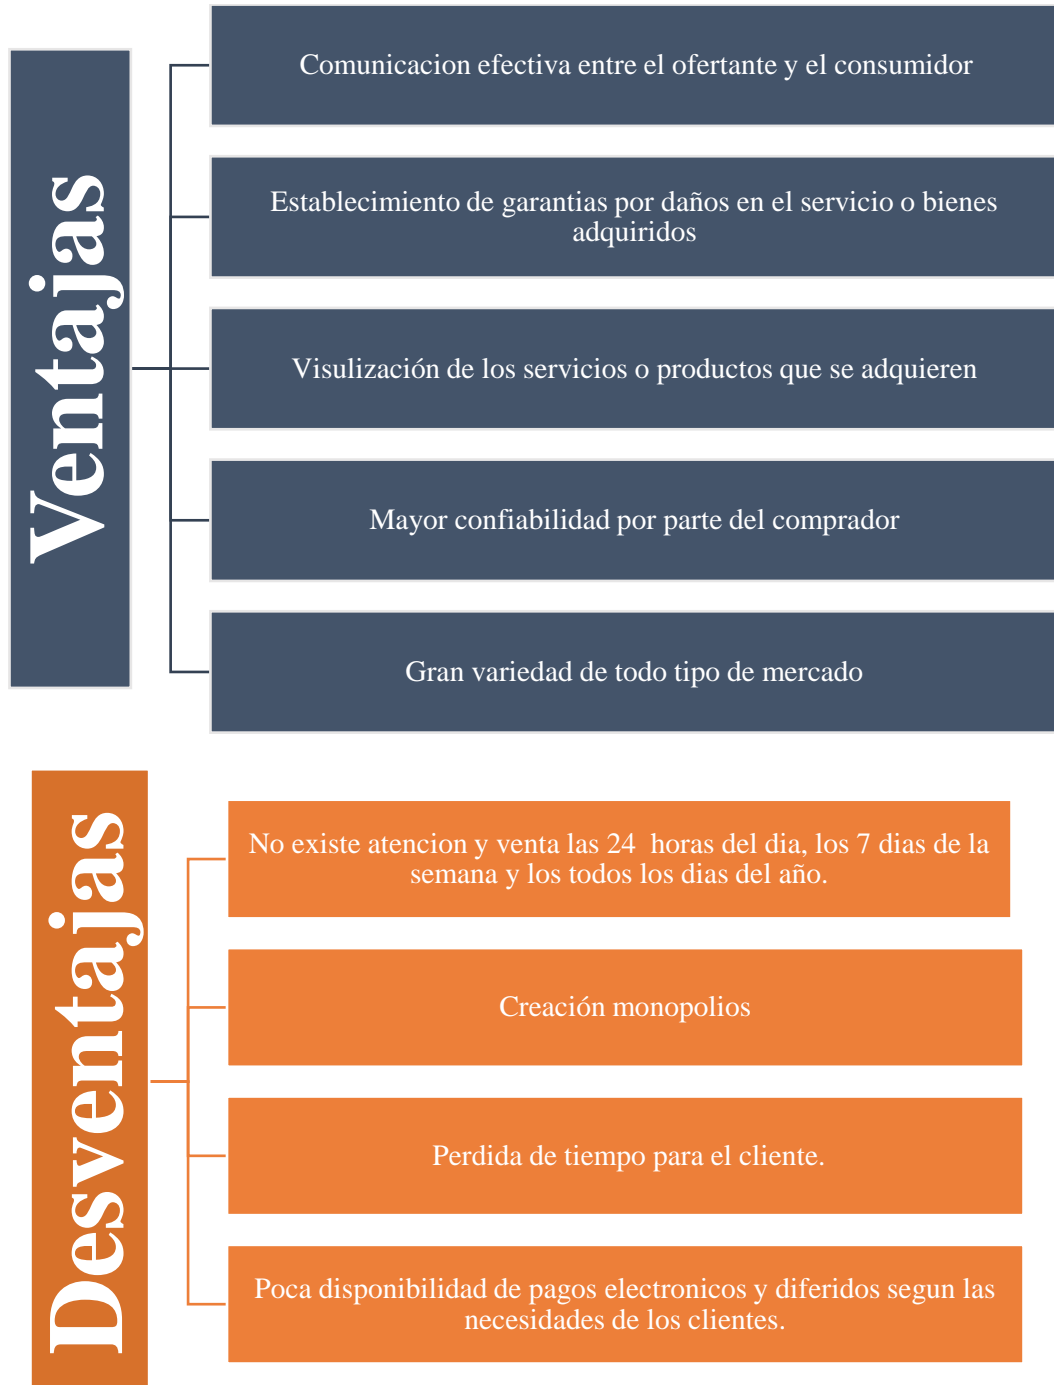 Ventajas
Comunicacion efectiva entre el ofertante y el consumidor
Establecimiento de garantias por daños en el servicio o bienes
adquiridos
Visulización de los servicios o productos que se adquieren
Mayor confiabilidad por parte del comprador
Gran variedad de todo tipo de mercado
Desventajas
No existe atencion y venta las 24  horas del dia, los 7 dias de la
semana y los todos los dias del año.
Creación monopolios
Perdida de tiempo para el cliente.
Poca disponibilidad de pagos electronicos y diferidos segun las
necesidades de los clientes.